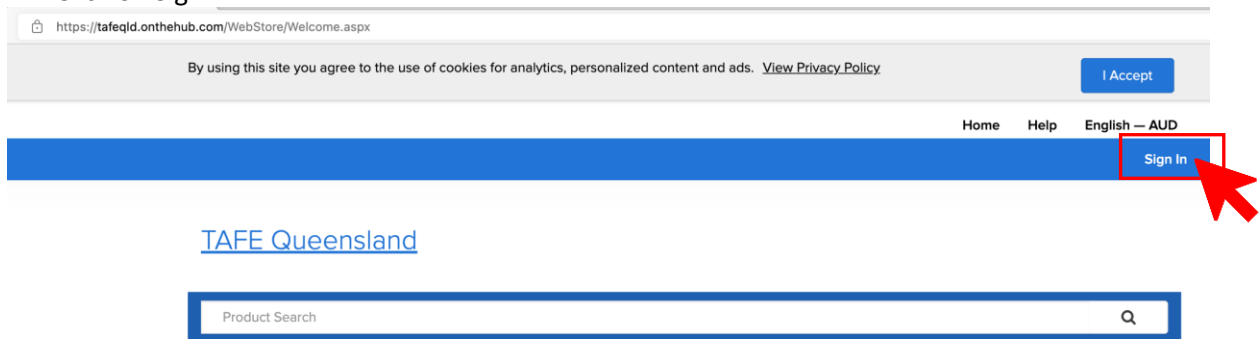 https://tafeqld.onthehub.com/WebStore/Welcome.aspx
By using this site you agree to the use of cookies for analytics, personalized content and ads. View Privacy Policy
I Accept
Home Help English — AUD
Sign In
TAFE Queensland
Product Search